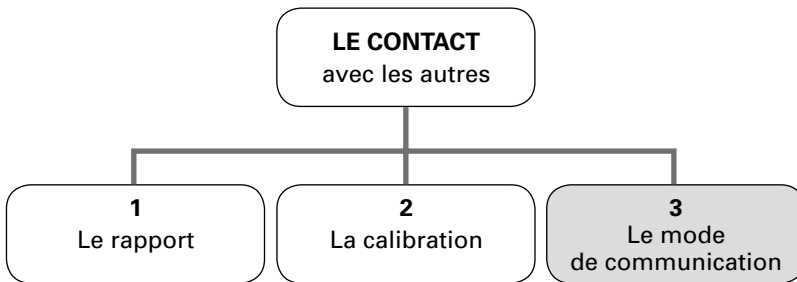 LE CONTACT
avec les autres
1
Le rapport
2
La calibration
3
Le mode
de communication